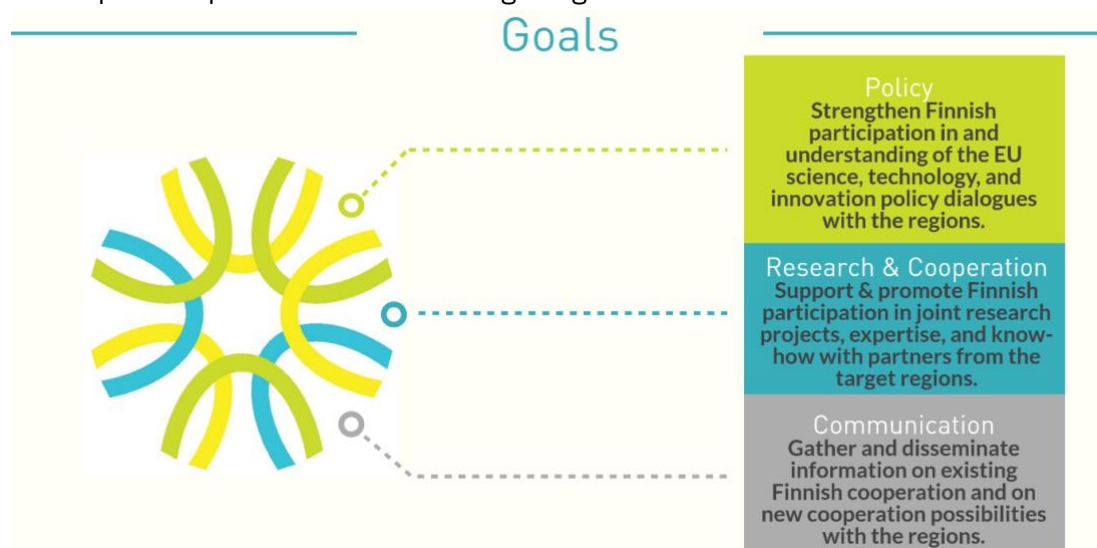 Goals
Policy
Strengthen Finnish
participation in and
understanding of the EU
science, technology, and
innovation policy dialogues
with the regions.
Research & Cooperation
Support & promote Finnish
participation in joint research
projects, expertise, and know-
how with partners from the
target regions.
Communication
Gather and disseminate
information on existing
Finnish cooperation and on
new cooperation possibilities
with the regions.